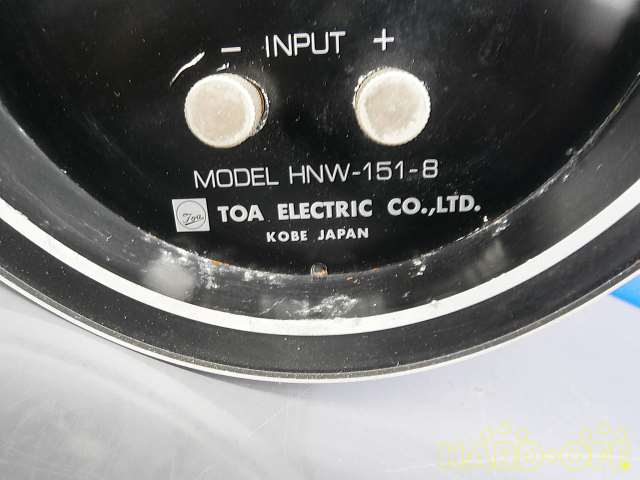 - INPUT +
MODEL HNW-151-8
Toa TOA ELECTRIC CO.,LTD.
KOBE JAPAN
HARD-OFF